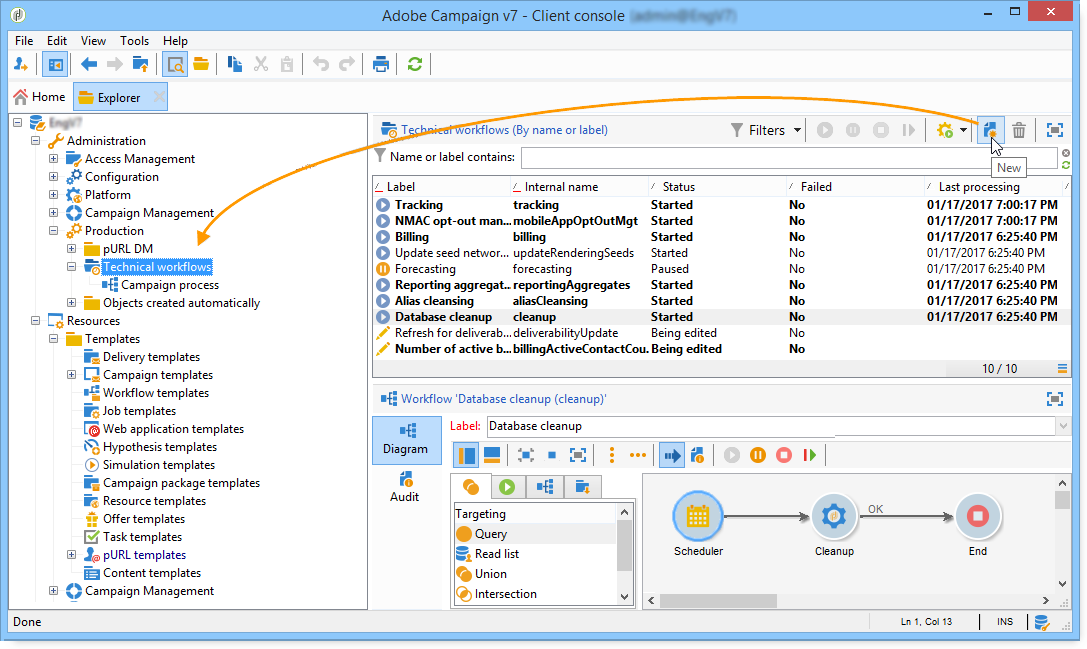 Adobe Campaign v7 - Client console
File Edit View Tools Help
Home Explorer
Administration
Access Management
Configuration
Platform
Campaign Management
Production
pURL DM
Technical workflows
Campaign process
Objects created automatically
Resources
Templates
Delivery templates
Campaign templates
Workflow templates
Job templates
Web application templates
Hypothesis templates
Simulation templates
Campaign package templates
Resource templates
Offer templates
Task templates
pURL templates
Content templates
Campaign Management
Technical workflows (By name or label) Filters
New
Name or label contains:
Label Internal name Status Failed Last processing
Tracking tracking Started No 01/17/2017 7:00:17 PM
NMAC opt-out man... mobileAppOptOutMgt Started No 01/17/2017 7:00:17 PM
Billing billing Started No 01/17/2017 6:25:40 PM
Update seed networ... updateRenderingSeeds Started No 01/17/2017 6:25:40 PM
Forecasting forecasting Paused No 01/17/2017 6:25:40 PM
Reporting aggregat... reportingAggregates Started No 01/17/2017 6:25:40 PM
Alias cleansing aliasCleansing Started No 01/17/2017 6:25:40 PM
Database cleanup cleanup Started No 01/17/2017 6:25:40 PM
Refresh for deliverab... deliverabilityUpdate Being edited No
Number of active b... billingActiveContactCou. Being edited No
10 / 10
Workflow 'Database cleanup (cleanup)'
Diagram
Audit
Label: Database cleanup
Targeting
Query
Read list
Union
Intersection
Scheduler
Cleanup
OK
End
Done Ln 1, Col 13 INS